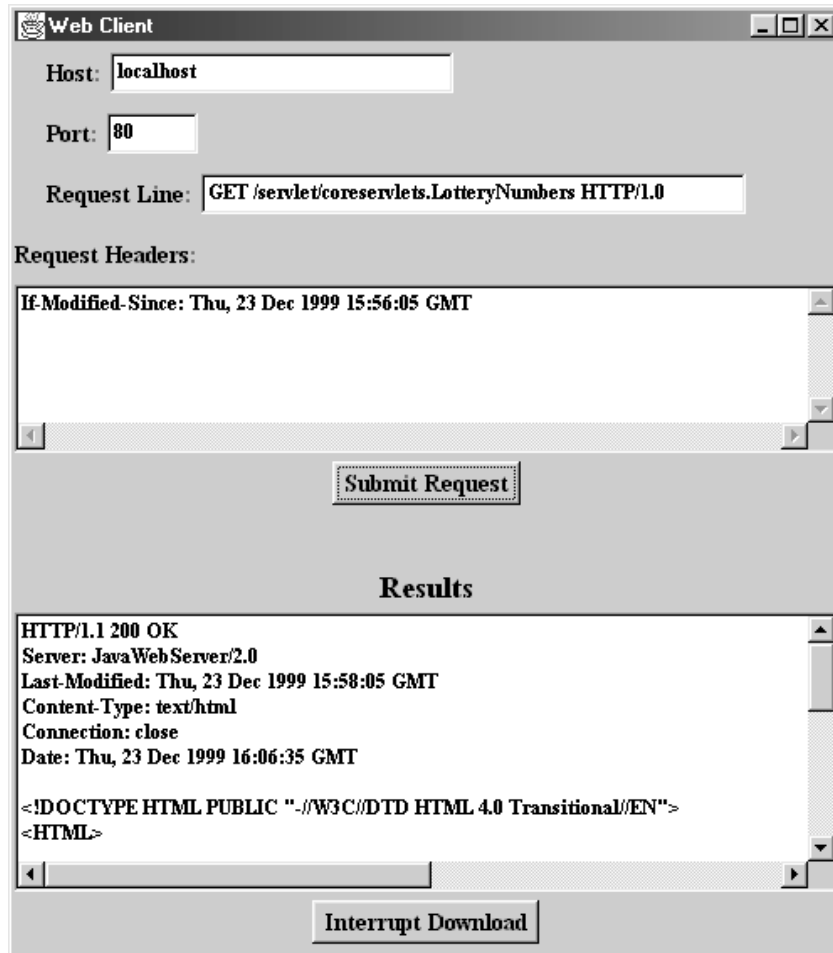 Web Client
Host: localhost
Port: 80
Request Line: GET /servlet/coreservlets.LotteryNumbers HTTP/1.0
Request Headers:
If-Modified-Since: Thu, 23 Dec 1999 15:56:05 GMT
Submit Request
Results
HTTP/1.1 200 OK
Server: JavaWebServer/2.0
Last-Modified: Thu, 23 Dec 1999 15:58:05 GMT
Content-Type: text/html
Connection: close
Date: Thu, 23 Dec 1999 16:06:35 GMT
<!DOCTYPE HTML PUBLIC "-//W3C//DTD HTML 4.0 Transitional//EN">
<HTML>
Interrupt Download